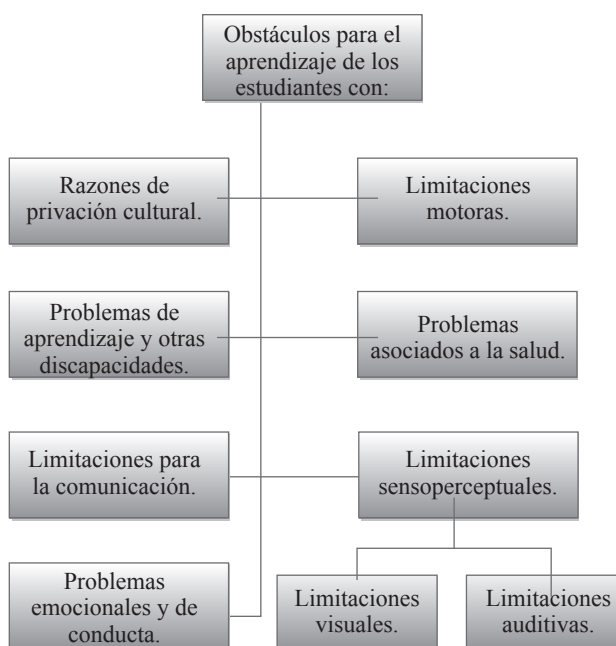 Obstáculos para el
aprendizaje de los
estudiantes con:
Razones de
privación cultural.
Limitaciones
motoras.
Problemas de
aprendizaje y otras
discapacidades.
Problemas
asociados a la salud.
Limitaciones para
la comunicación.
Limitaciones
sensoperceptuales.
Problemas
emocionales y de
conducta.
Limitaciones
visuales.
Limitaciones
auditivas.